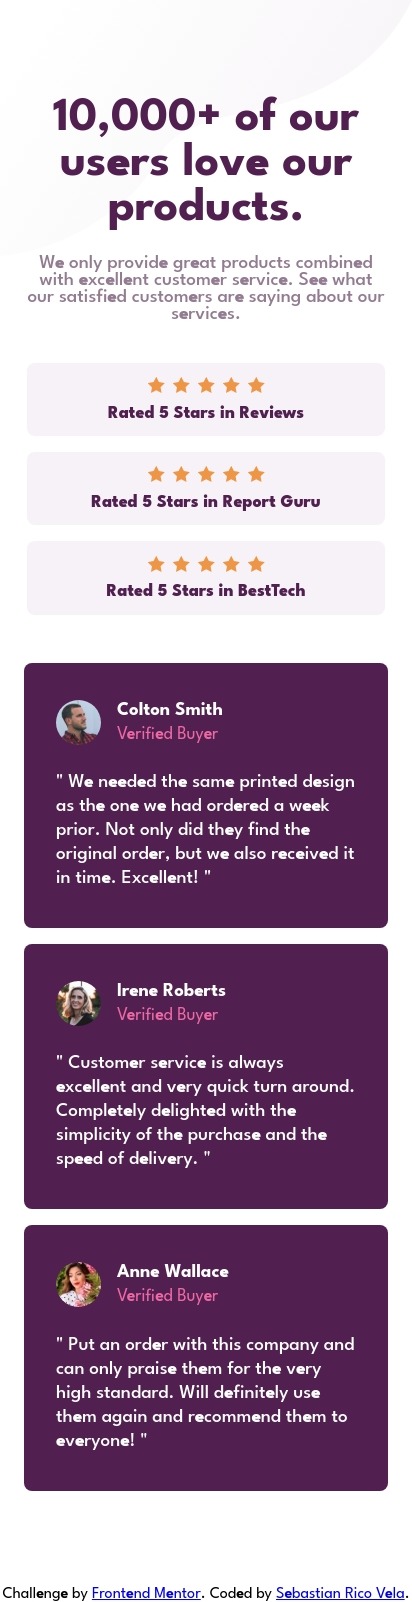 10,000+ of our
users love our
products.
We only provide great products combined
with excellent customer service. See what
our satisfied customers are saying about our
services.
Rated 5 Stars in Reviews
Rated 5 Stars in Report Guru
Rated 5 Stars in BestTech
Colton Smith
Verified Buyer
" We needed the same printed design
as the one we had ordered a week
prior. Not only did they find the
original order, but we also received it
in time. Excellent! "
Irene Roberts
Verified Buyer
" Customer service is always
excellent and very quick turn around.
Completely delighted with the
simplicity of the purchase and the
speed of delivery. "
Anne Wallace
Verified Buyer
" Put an order with this company and
can only praise them for the very
high standard. Will definitely use
them again and recommend them to
everyone! "
Challenge by Frontend Mentor. Coded by Sebastian Rico Vela.